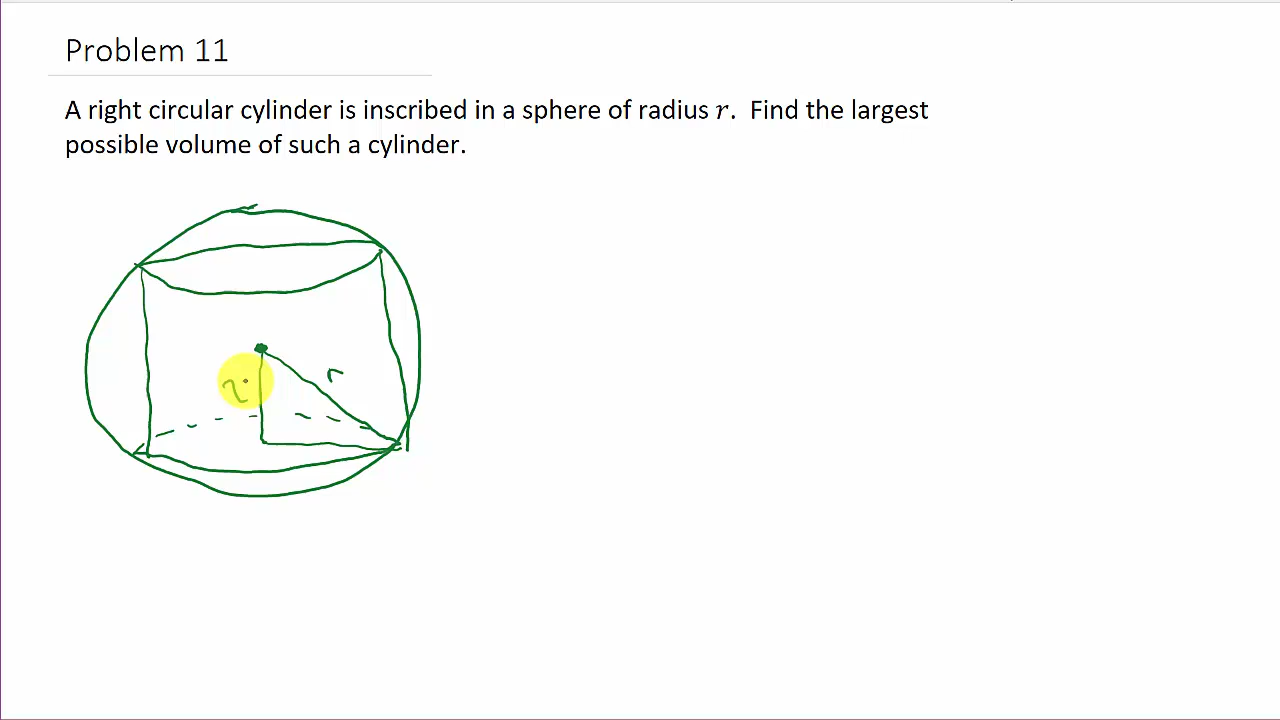 Problem 11
A right circular cylinder is inscribed in a sphere of radius r. Find the largest
possible volume of such a cylinder.
r